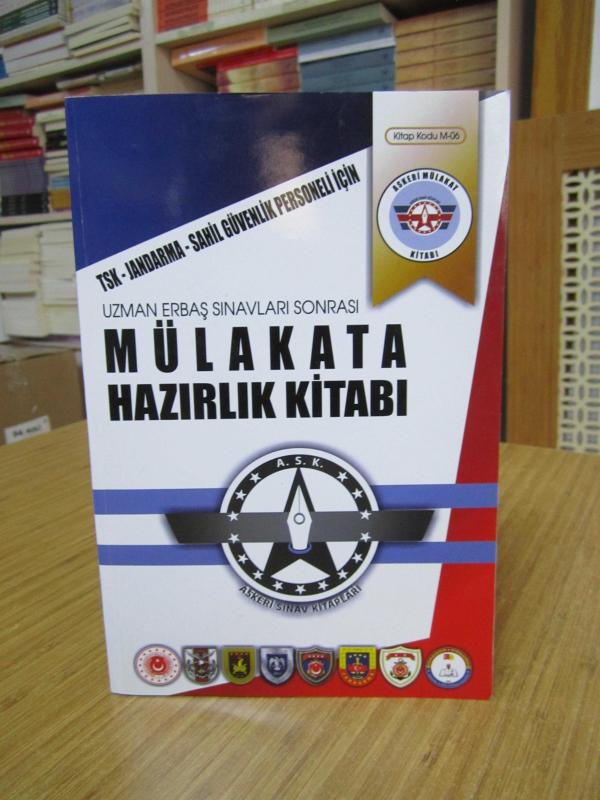 Kitap Kodu M-06
ASKERİ MÜLAKAT
KİTABI
TSK - JANDARMA - SAHİL GÜVENLİK PERSONELİ İÇİN
UZMAN ERBAŞ SINAVLARI SONRASI
MÜLAKATA
HAZIRLIK KİTABI
A. S. K.
ASKERİ SINAV KİTAPLARI